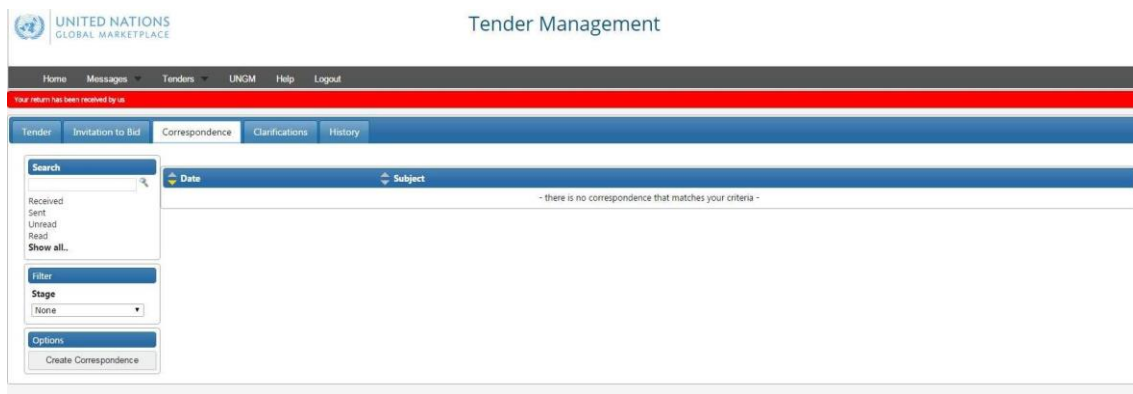 UNITED NATIONS
GLOBAL MARKETPLACE
Tender Management
Home Messages Tenders UNGM Help Logout
Your return has been received by us
Tender Invitation to Bid Correspondence Clarifications History
Search
Received
Sent
Unread
Read
Show all..
Date Subject
- there is no correspondence that matches your criteria -
Filter
Stage
None
Options
Create Correspondence